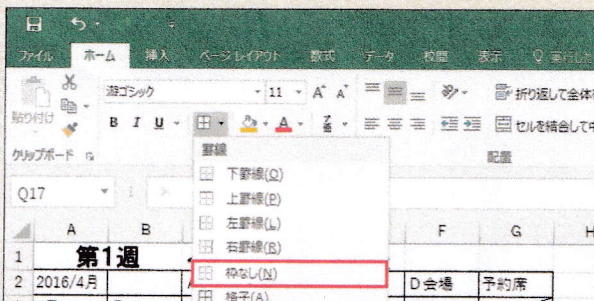 ファイル ホーム 挿入 ページレイアウト 数式 データ 校閲 表示
遊ゴシック 11 A A 折り返して全体を
貼り付け B I U A セルを結合して中
クリップボード 配置
罫線
Q17 下罫線(O)
上罫線(P)
左罫線(L)
A B F G H
右罫線(R)
1 第1週
枠なし(N)
2 2016/4月 D会場 予約席
格子(A)